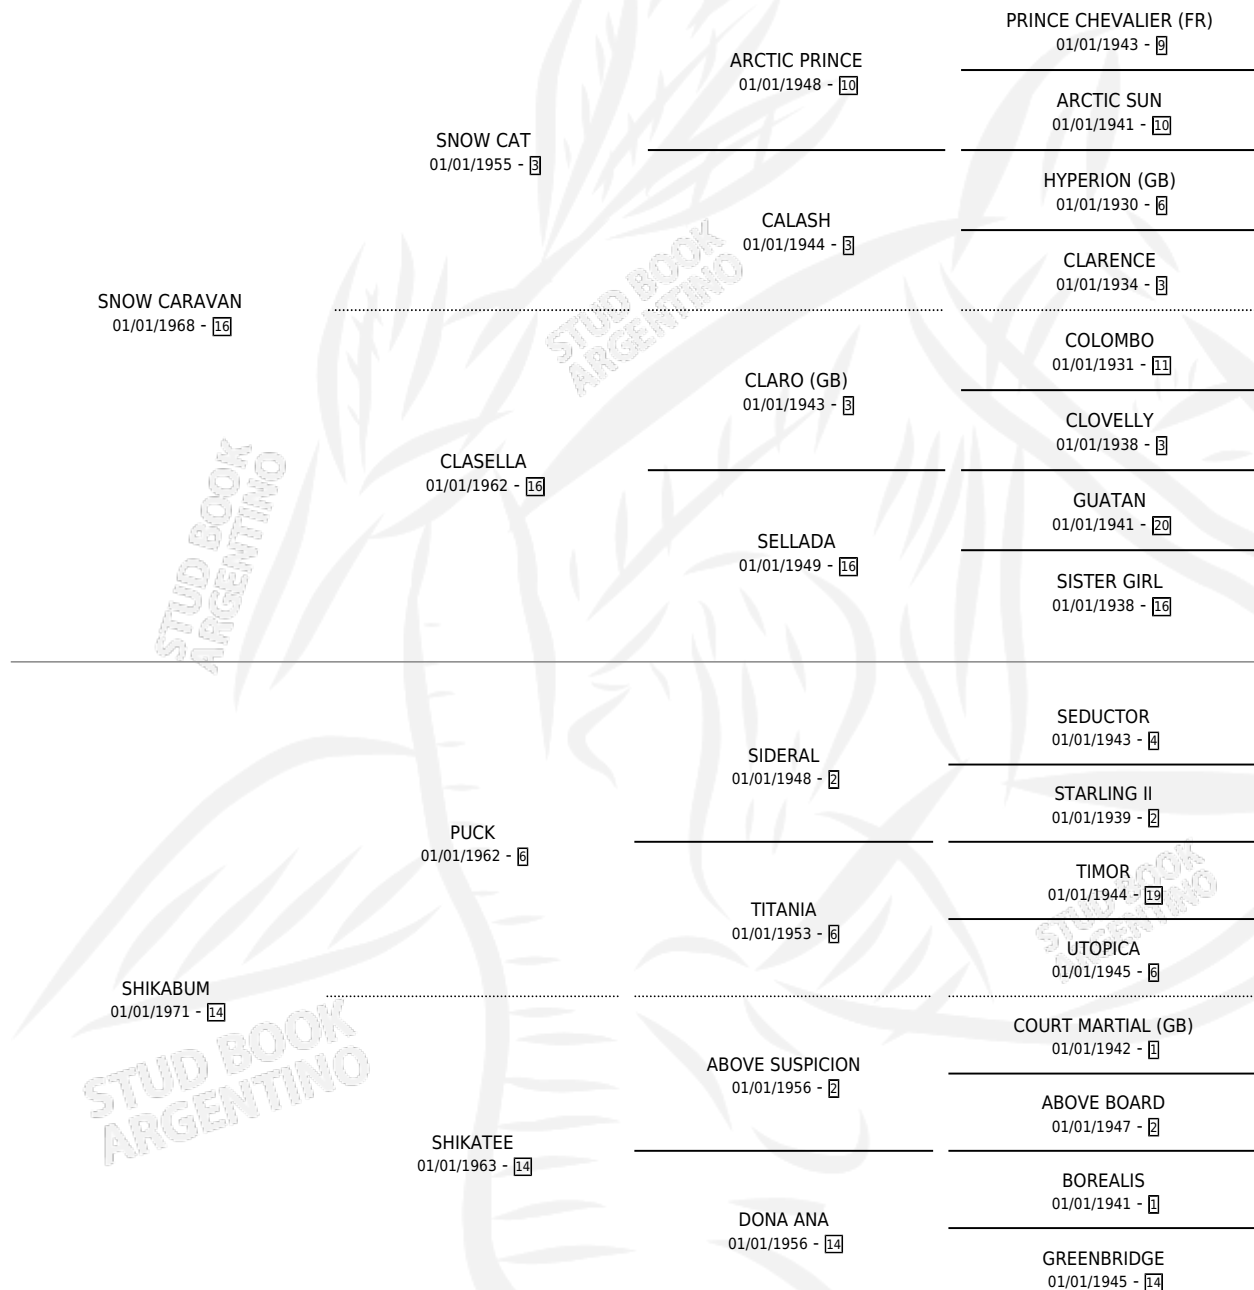 PRINCE CHEVALIER (FR)
01/01/1943 - 9
ARCTIC PRINCE
01/01/1948 - 10
ARCTIC SUN
01/01/1941 - 10
SNOW CAT
01/01/1955 - 3
HYPERION (GB)
01/01/1930 - 6
CALASH
01/01/1944 - 3
CLARENCE
01/01/1934 - 3
SNOW CARAVAN
01/01/1968 - 16
COLOMBO
01/01/1931 - 11
CLARO (GB)
01/01/1943 - 3
CLOVELLY
01/01/1938 - 3
CLASELLA
01/01/1962 - 16
GUATAN
01/01/1941 - 20
SELLADA
01/01/1949 - 16
SISTER GIRL
01/01/1938 - 16
SEDUCTOR
01/01/1943 - 4
SIDERAL
01/01/1948 - 2
STARLING II
01/01/1939 - 2
PUCK
01/01/1962 - 6
TIMOR
01/01/1944 - 19
TITANIA
01/01/1953 - 6
UTOPICA
01/01/1945 - 6
SHIKABUM
01/01/1971 - 14
COURT MARTIAL (GB)
01/01/1942 - 1
ABOVE SUSPICION
01/01/1956 - 2
ABOVE BOARD
01/01/1947 - 2
SHIKATEE
01/01/1963 - 14
BOREALIS
01/01/1941 - 1
DONA ANA
01/01/1956 - 14
GREENBRIDGE
01/01/1945 - 14
STUD BOOK
ARGENTINO
STUD BOOK
ARGENTINO
STUD BOOK
ARGENTINO
STUD BOOK
ARGENTINO